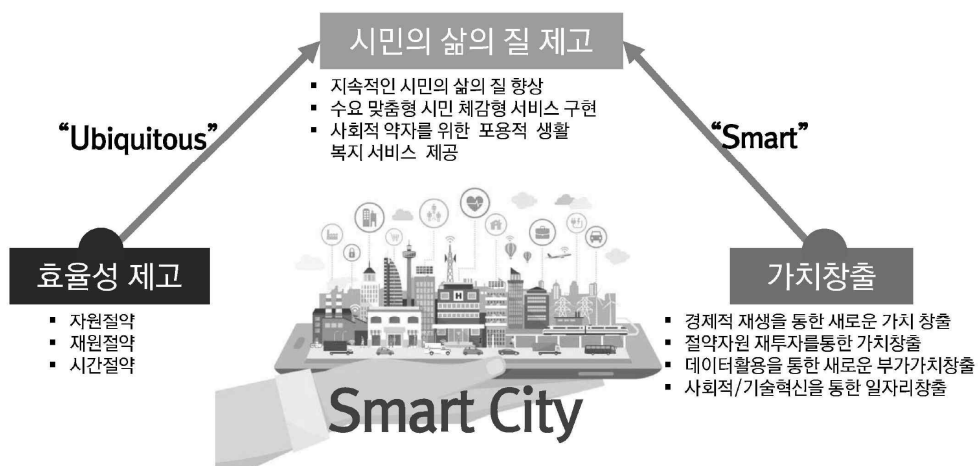 시민의 삶의 질 제고
▪ 지속적인 시민의 삶의 질 향상
▪ 수요 맞춤형 시민 체감형 서비스 구현
▪ 사회적 약자를 위한 포용적 생활
복지 서비스 제공
“Ubiquitous”
“Smart”
효율성 제고
▪ 자원절약
▪ 재원절약
▪ 시간절약
H
가치창출
▪ 경제적 재생을 통한 새로운 가치 창출
▪ 절약자원 재투자를통한 가치창출
▪ 데이터활용을 통한 새로운 부가가치창출
▪ 사회적/기술혁신을 통한 일자리창출
Smart City